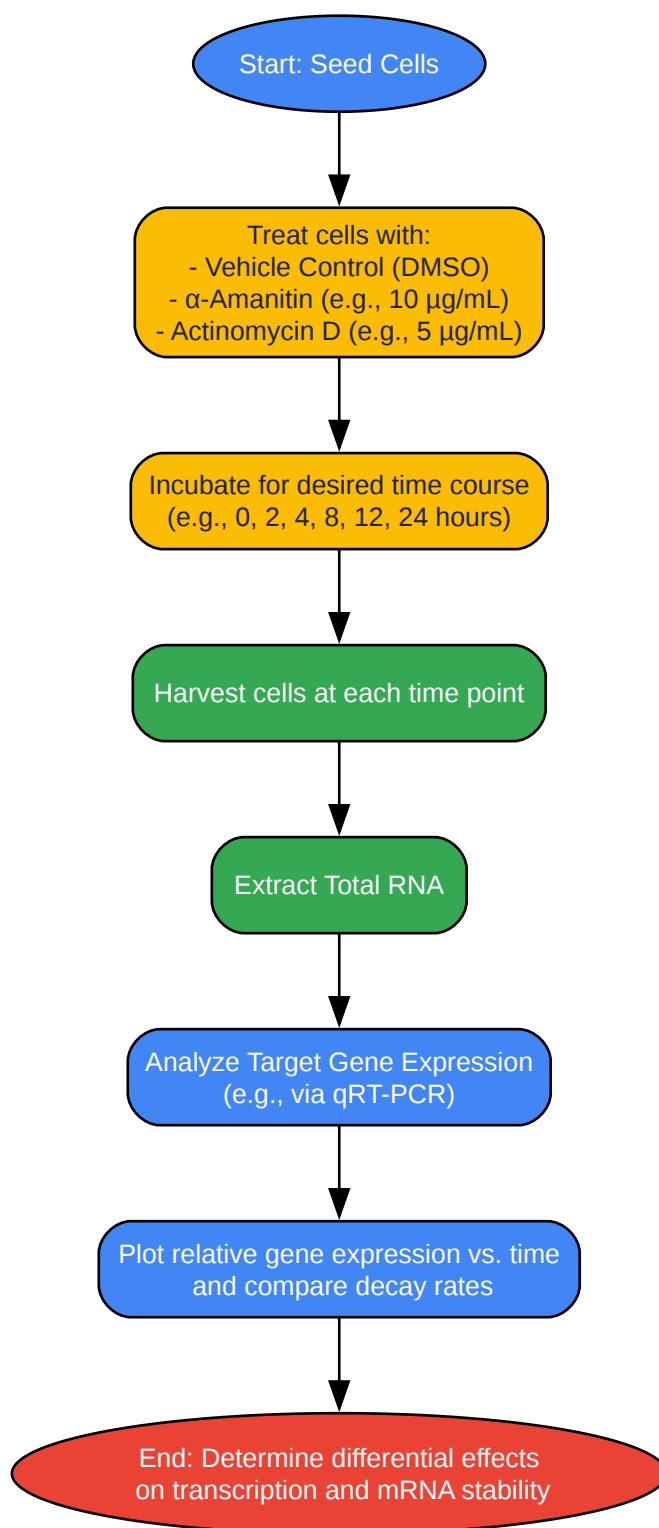 Start: Seed Cells
Treat cells with:
- Vehicle Control (DMSO)
- α-Amanitin (e.g., 10 µg/mL)
- Actinomycin D (e.g., 5 µg/mL)
Incubate for desired time course
(e.g., 0, 2, 4, 8, 12, 24 hours)
Harvest cells at each time point
Extract Total RNA
Analyze Target Gene Expression
(e.g., via qRT-PCR)
Plot relative gene expression vs. time
and compare decay rates
End: Determine differential effects
on transcription and mRNA stability